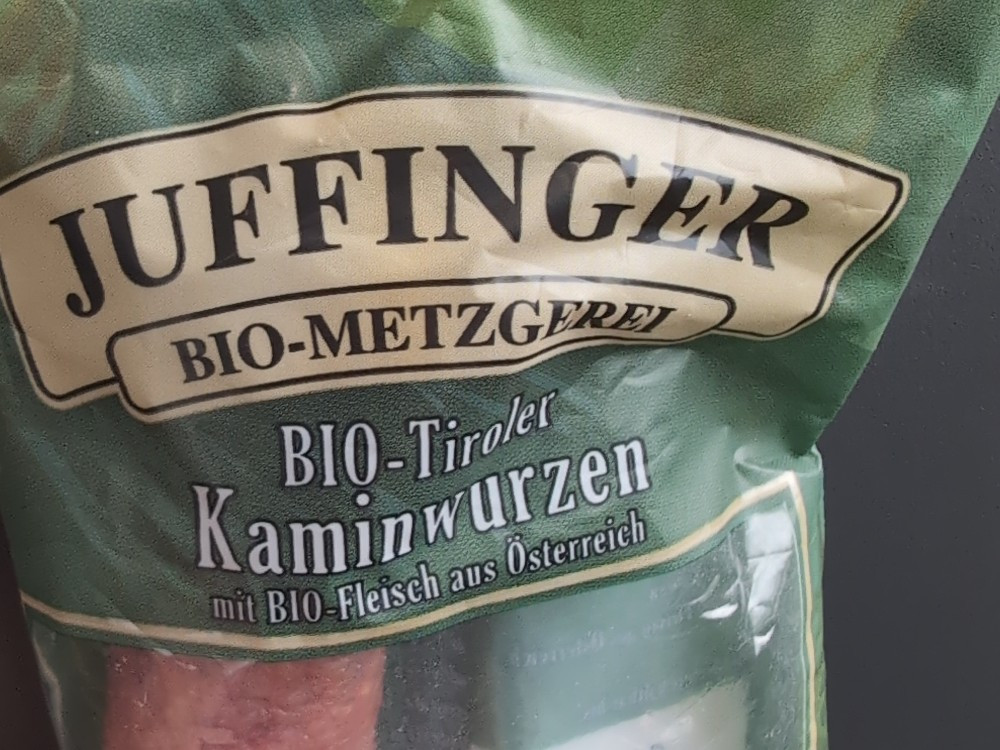 JUFFINGER
BIO-METZGEREI
BIO-Tiroler
Kaminwurzen
mit BIO-Fleisch aus Österreich